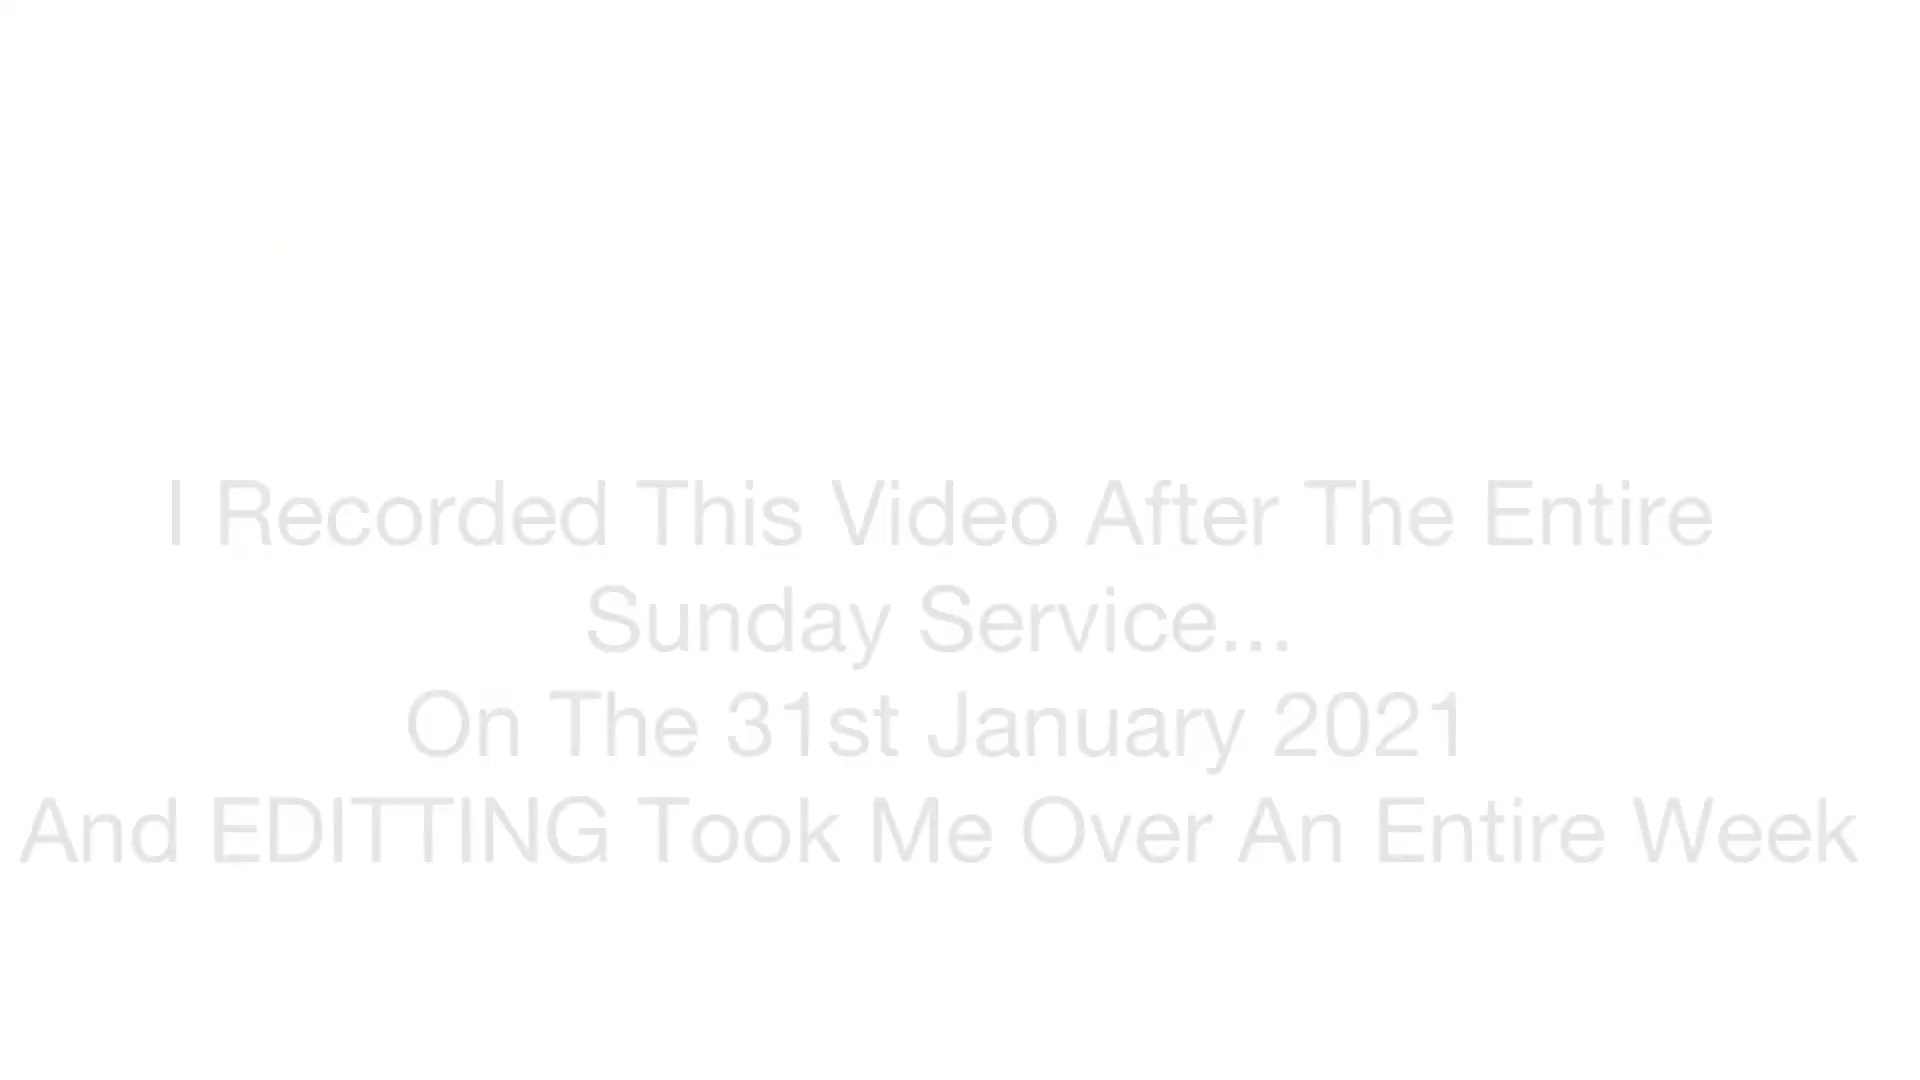 I Recorded This Video After The Entire
Sunday Service...
On The 31st January 2021
And EDITTING Took Me Over An Entire Week